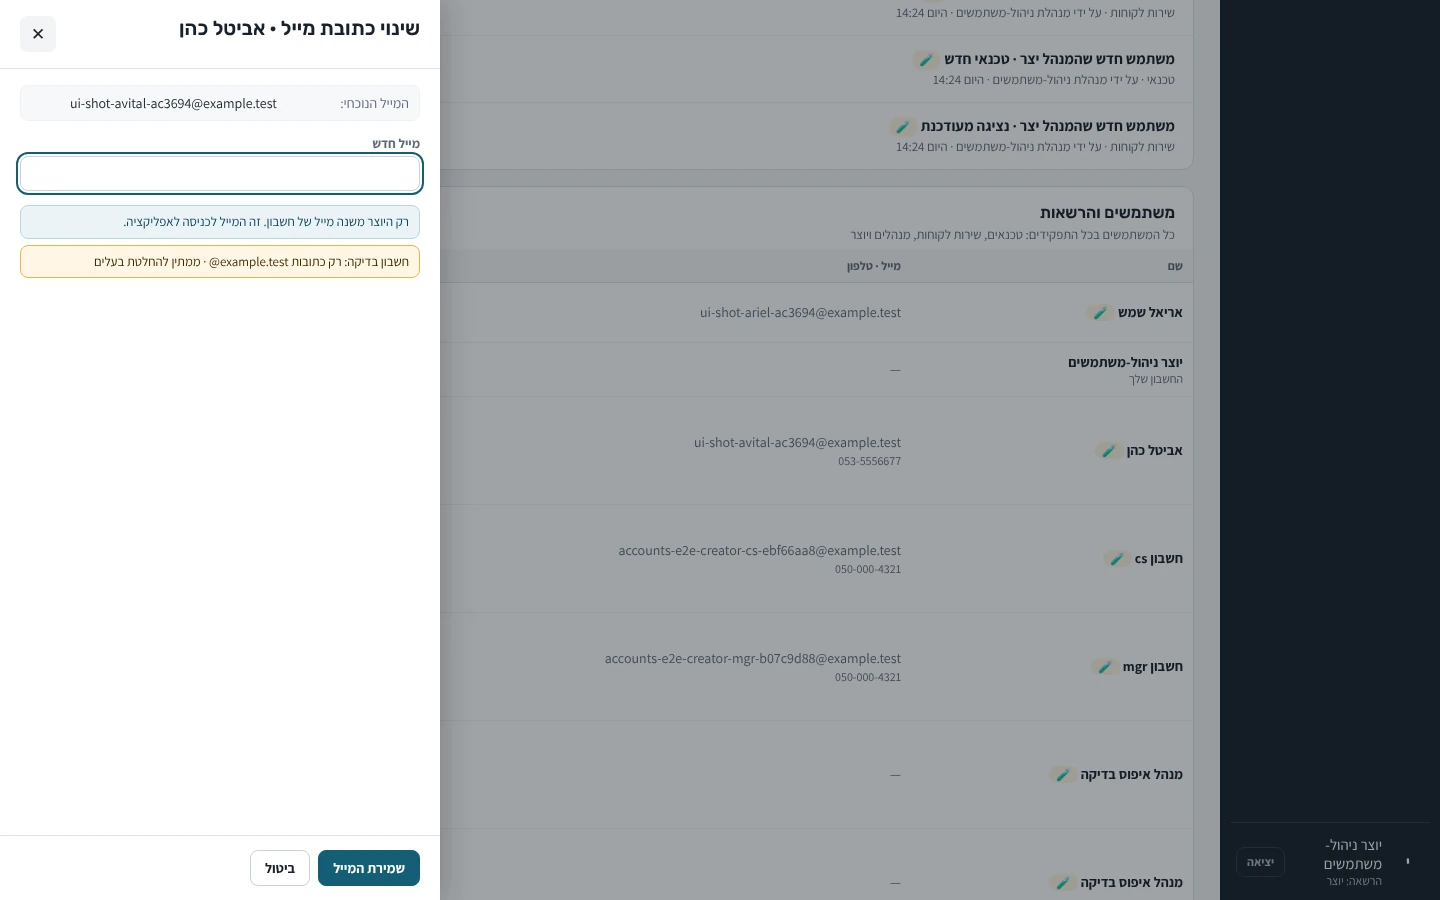 שינוי כתובת מייל • אביטל כהן
✕
המייל הנוכחי: ui-shot-avital-ac3694@example.test
מייל חדש
רק היוצר משנה מייל של חשבון. זה המייל לכניסה לאפליקציה.
חשבון בדיקה: רק כתובות @example.test · ממתין להחלטת בעלים
שמירת המייל
ביטול
שירות לקוחות · על ידי מנהלת ניהול-משתמשים · היום 14:24
משתמש חדש שהמנהל יצר · טכנאי חדש
טכנאי · על ידי מנהלת ניהול-משתמשים · היום 14:24
משתמש חדש שהמנהל יצר · נציגה מעודכנת
שירות לקוחות · על ידי מנהלת ניהול-משתמשים · היום 14:24
משתמשים והרשאות
כל המשתמשים בכל התפקידים: טכנאים, שירות לקוחות, מנהלים ויוצר
שם
מייל · טלפון
אריאל שמש
ui-shot-ariel-ac3694@example.test
יוצר ניהול-משתמשים
החשבון שלך
—
אביטל כהן
ui-shot-avital-ac3694@example.test
053-5556677
חשבון cs
accounts-e2e-creator-cs-ebf66aa8@example.test
050-000-4321
חשבון mgr
accounts-e2e-creator-mgr-b07c9d88@example.test
050-000-4321
מנהל איפוס בדיקה
—
מנהל איפוס בדיקה
—
י
יוצר ניהול-
משתמשים
הרשאה: יוצר
יציאה